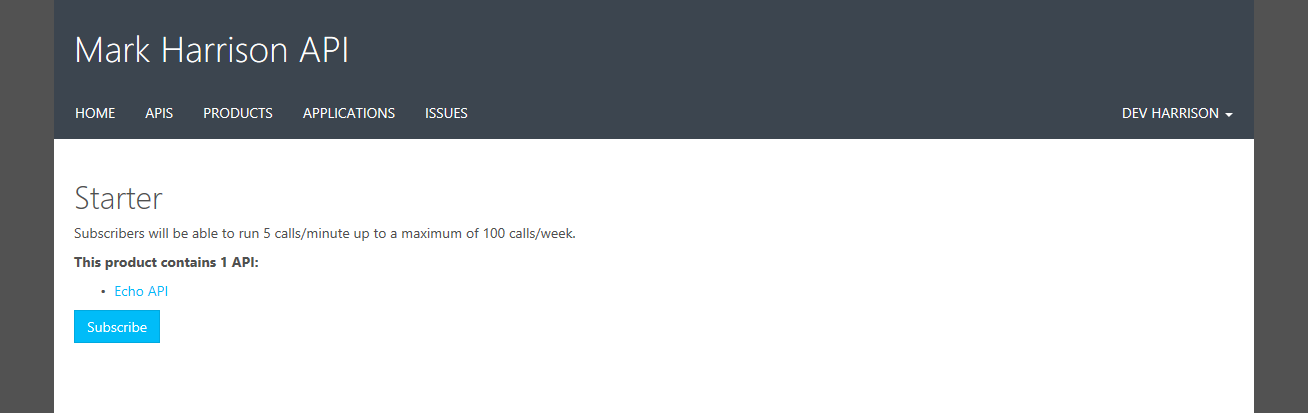 Mark Harrison API
HOME APIS PRODUCTS APPLICATIONS ISSUES DEV HARRISON
Starter
Subscribers will be able to run 5 calls/minute up to a maximum of 100 calls/week.
This product contains 1 API:
• Echo API
Subscribe